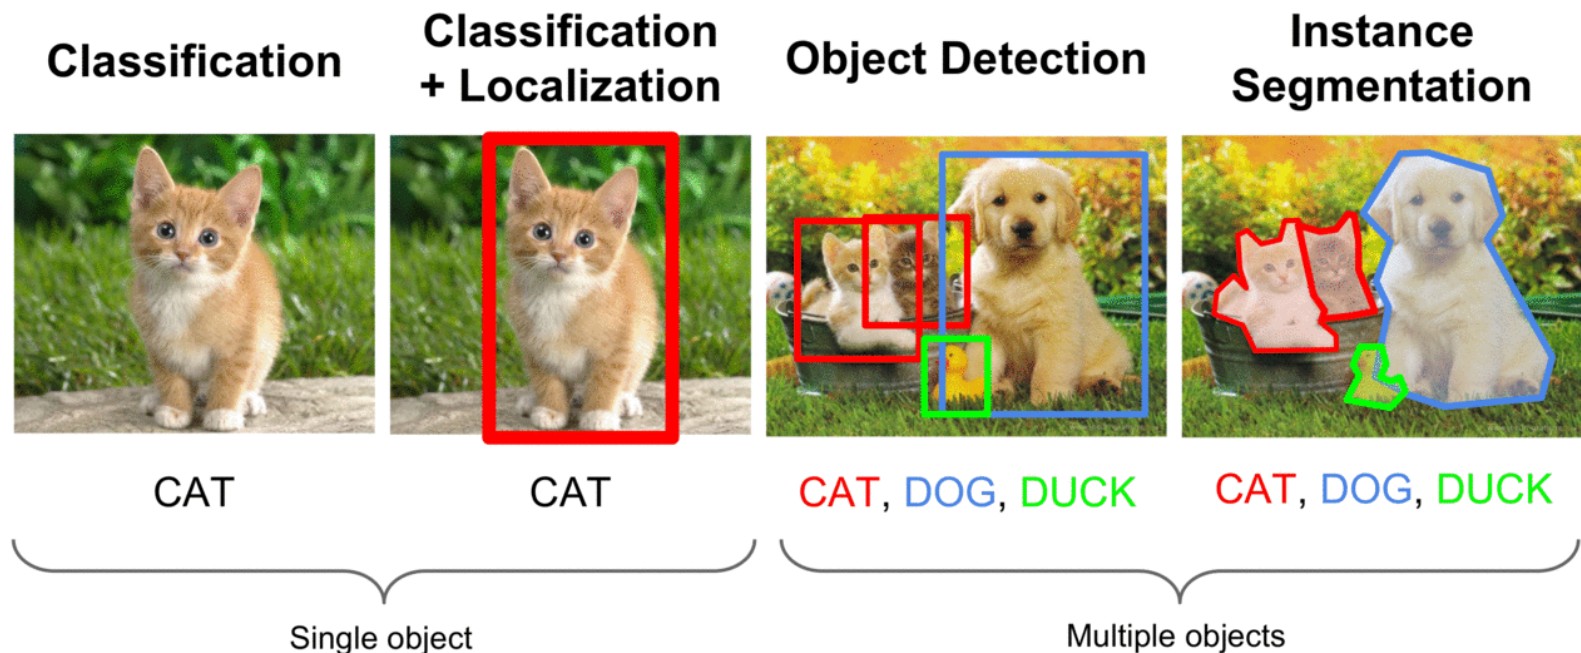 Classification
Classification
+ Localization
Object Detection
Instance
Segmentation
CAT
CAT
CAT, DOG, DUCK
CAT, DOG, DUCK
Single object
Multiple objects